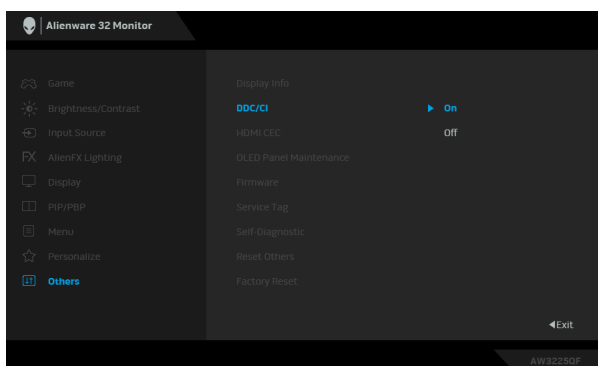 Alienware 32 Monitor
Game
Display Info
Brightness/Contrast
DDC/CI
On
Input Source
HDMI CEC
Off
AlienFX Lighting
OLED Panel Maintenance
Display
Firmware
PIP/PBP
Service Tag
Menu
Self-Diagnostic
Personalize
Reset Others
Others
Factory Reset
Exit
AW3225QF